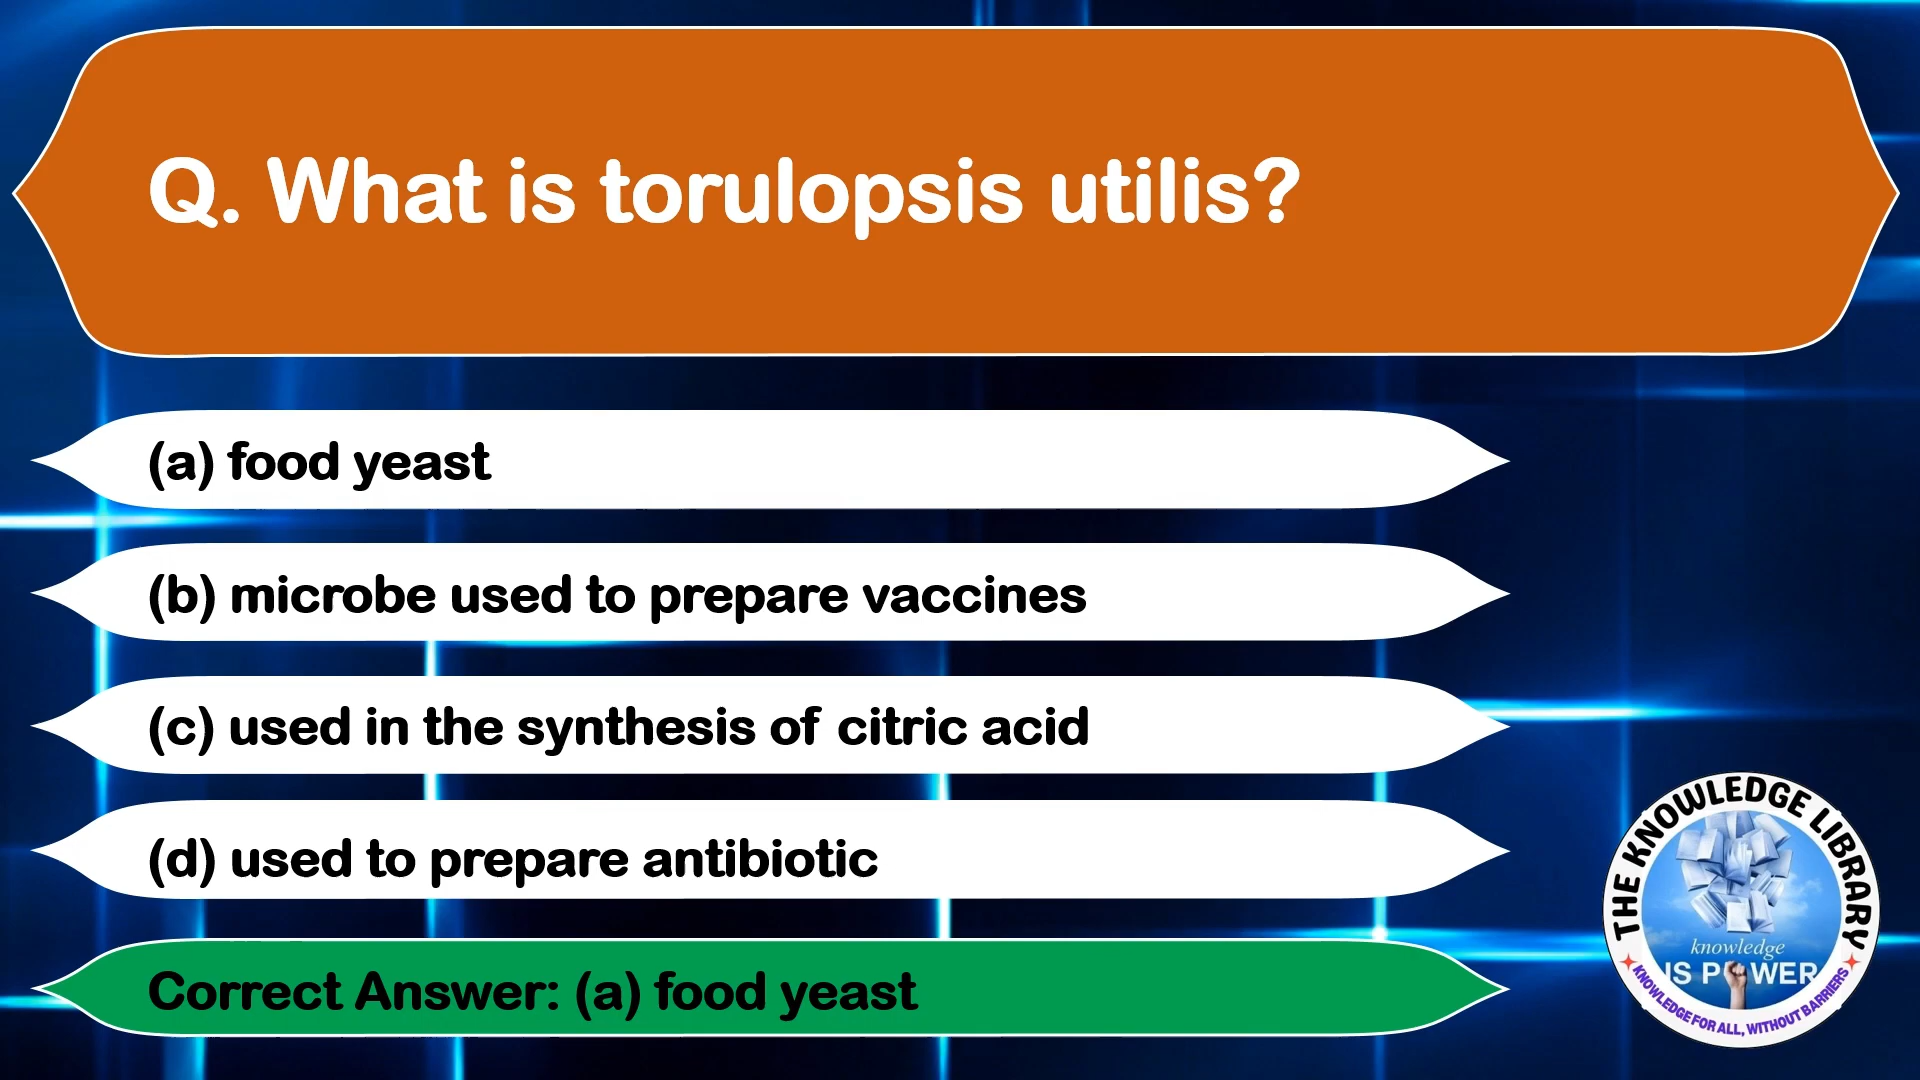 Q. What is torulopsis utilis?
(a) food yeast
(b) microbe used to prepare vaccines
(c) used in the synthesis of citric acid
(d) used to prepare antibiotic
Correct Answer: (a) food yeast
THE KNOWLEDGE LIBRARY
knowledge
IS POWER
KNOWLEDGE FOR ALL, WITHOUT BARRIERS